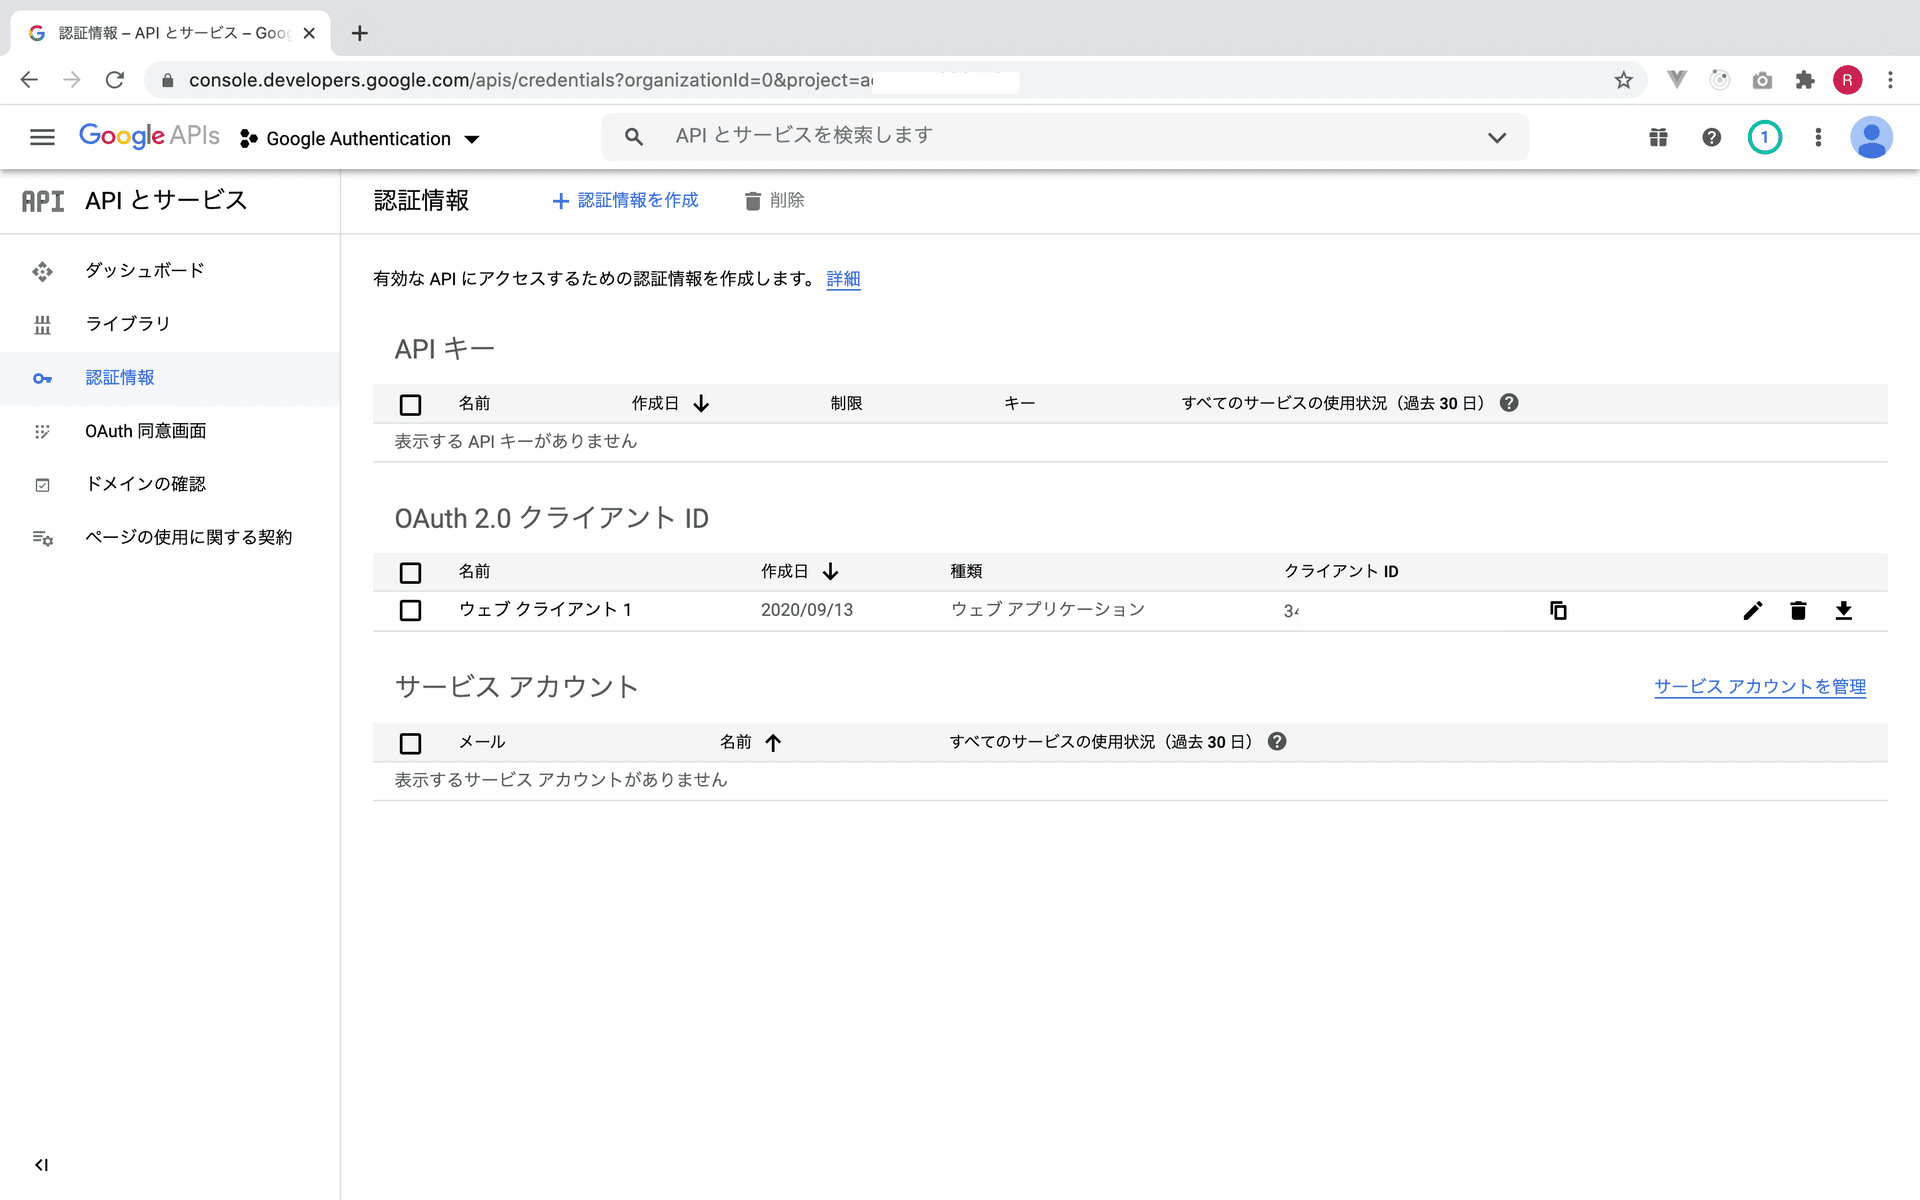 認証情報 – API とサービス – Goo
console.developers.google.com/apis/credentials?organizationId=0&project=a
R
Google APIs
Google Authentication
API とサービスを検索します
1
API API とサービス
認証情報
認証情報を作成
削除
ダッシュボード
ライブラリ
認証情報
OAuth 同意画面
ドメインの確認
ページの使用に関する契約
有効な API にアクセスするための認証情報を作成します。 詳細
API キー
名前 作成日 制限 キー すべてのサービスの使用状況（過去 30 日）
表示する API キーがありません
OAuth 2.0 クライアント ID
名前 作成日 種類 クライアント ID
ウェブ クライアント 1 2020/09/13 ウェブ アプリケーション 3
サービス アカウント
サービス アカウントを管理
メール 名前 すべてのサービスの使用状況（過去 30 日）
表示するサービス アカウントがありません